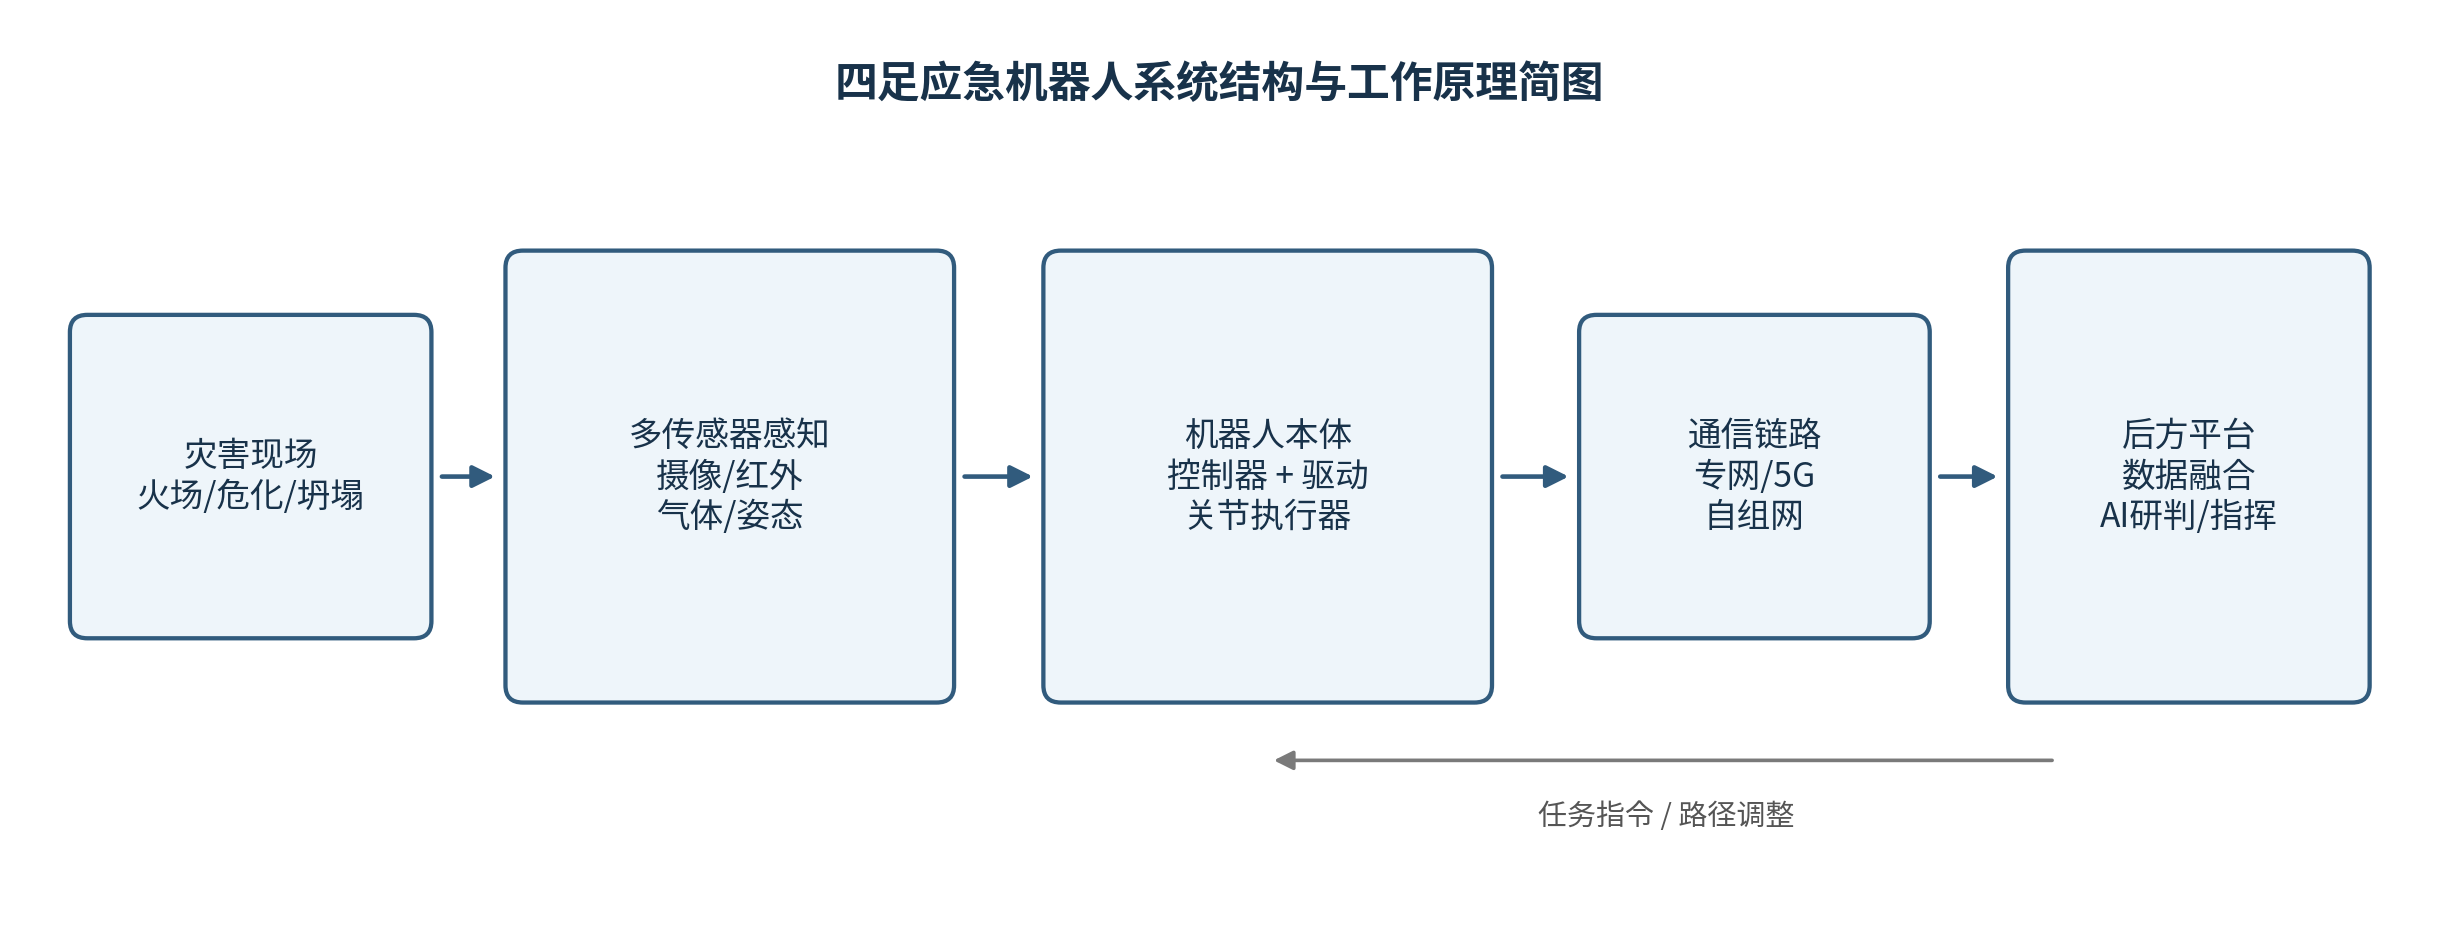 四足应急机器人系统结构与工作原理简图
灾害现场
火场/危化/坍塌
多传感器感知
摄像/红外
气体/姿态
机器人本体
控制器 + 驱动
关节执行器
通信链路
专网/5G
自组网
后方平台
数据融合
AI研判/指挥
任务指令 / 路径调整